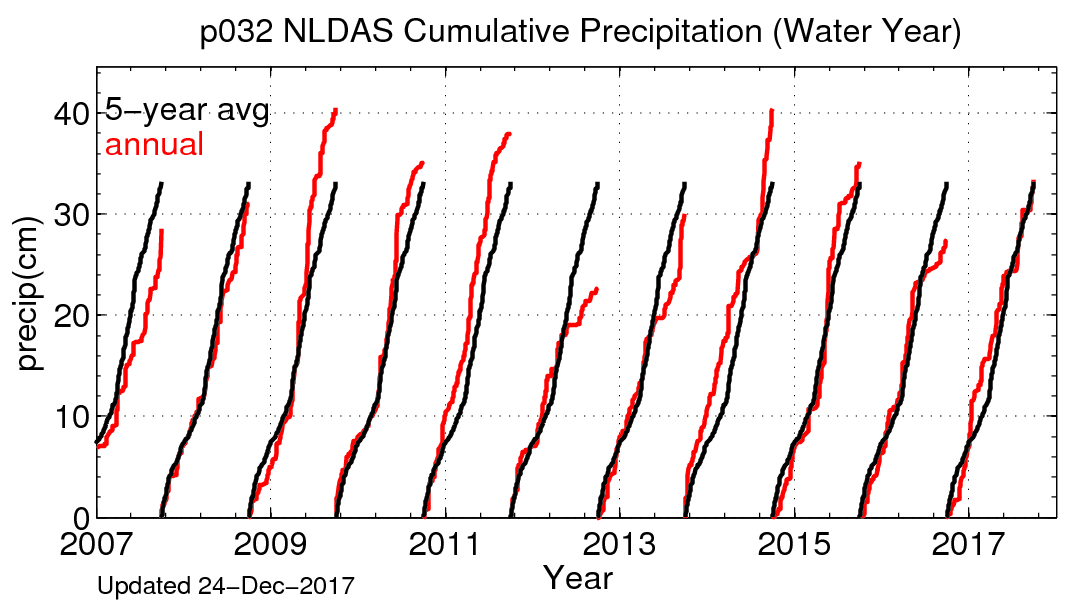 p032 NLDAS Cumulative Precipitation (Water Year)
5−year avg
annual
precip(cm)
40
30
20
10
0
2007 2009 2011 2013 2015 2017
Year
Updated 24−Dec−2017